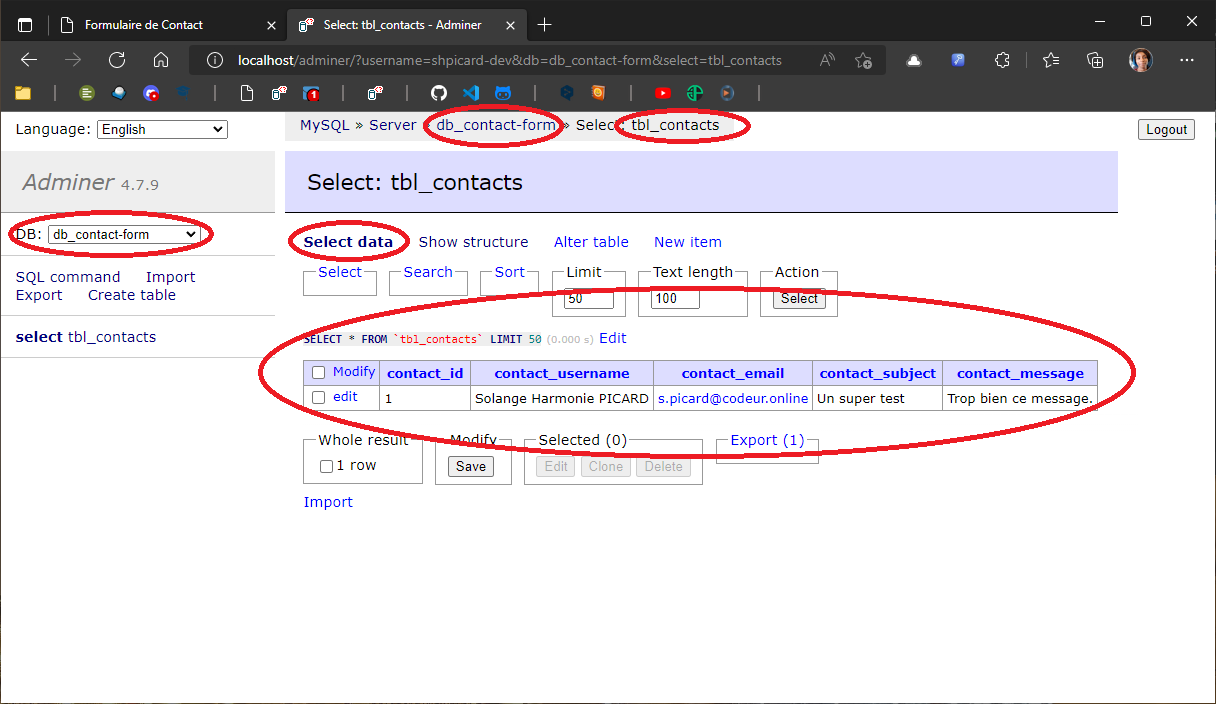 Formulaire de Contact
Select: tbl_contacts - Adminer
localhost/adminer/?username=shpicard-dev&db=db_contact-form&select=tbl_contacts
Language: English
MySQL » Server » db_contact-form » Select: tbl_contacts
Logout
Adminer 4.7.9
Select: tbl_contacts
DB: db_contact-form
Select data Show structure Alter table New item
SQL command Import
Export Create table
Select Search Sort Limit Text length Action
50 100 Select
select tbl_contacts
SELECT * FROM `tbl_contacts` LIMIT 50 (0.000 s) Edit
Modify contact_id contact_username contact_email contact_subject contact_message
edit 1 Solange Harmonie PICARD s.picard@codeur.online Un super test Trop bien ce message.
Whole result Modify Selected (0) Export (1)
1 row Save Edit Clone Delete
Import